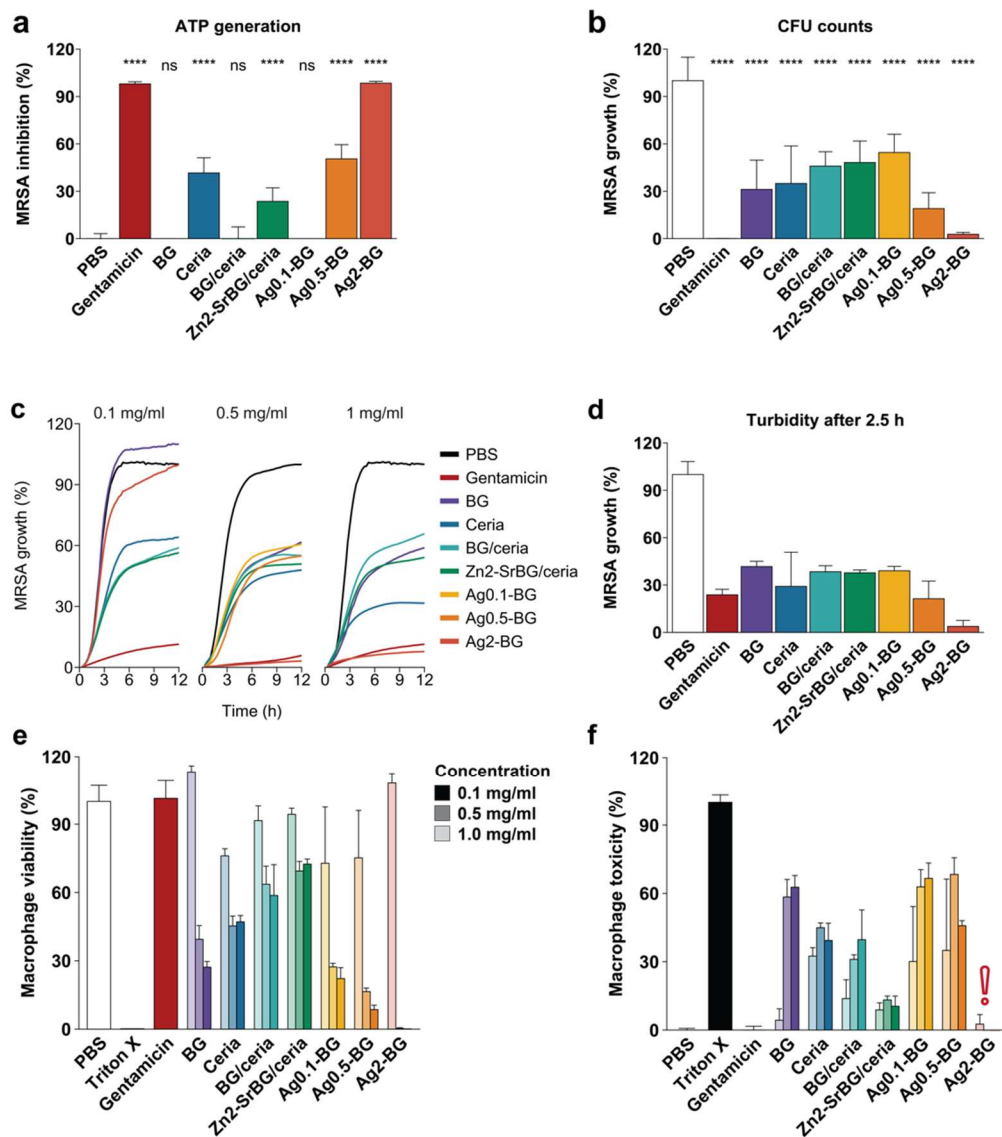 a
ATP generation
MRSA inhibition (%)
120
90
60
30
0
**** ns **** ns **** ns **** ****
PBS
Gentamicin
BG
Ceria
BG/ceria
Zn2-SrBG/ceria
Ag0.1-BG
Ag0.5-BG
Ag2-BG
b
CFU counts
MRSA growth (%)
120
90
60
30
0
**** **** **** **** **** **** **** ****
PBS
Gentamicin
BG
Ceria
BG/ceria
Zn2-SrBG/ceria
Ag0.1-BG
Ag0.5-BG
Ag2-BG
c
0.1 mg/ml 0.5 mg/ml 1 mg/ml
MRSA growth (%)
120
90
60
30
0
0 3 6 9 12 0 3 6 9 12 0 3 6 9 12
Time (h)
PBS
Gentamicin
BG
Ceria
BG/ceria
Zn2-SrBG/ceria
Ag0.1-BG
Ag0.5-BG
Ag2-BG
d
Turbidity after 2.5 h
MRSA growth (%)
120
90
60
30
0
PBS
Gentamicin
BG
Ceria
BG/ceria
Zn2-SrBG/ceria
Ag0.1-BG
Ag0.5-BG
Ag2-BG
e
Macrophage viability (%)
120
90
60
30
0
PBS
Triton X
Gentamicin
BG
Ceria
BG/ceria
Zn2-SrBG/ceria
Ag0.1-BG
Ag0.5-BG
Ag2-BG
Concentration
0.1 mg/ml
0.5 mg/ml
1.0 mg/ml
f
Macrophage toxicity (%)
120
90
60
30
0
!
PBS
Triton X
Gentamicin
BG
Ceria
BG/ceria
Zn2-SrBG/ceria
Ag0.1-BG
Ag0.5-BG
Ag2-BG